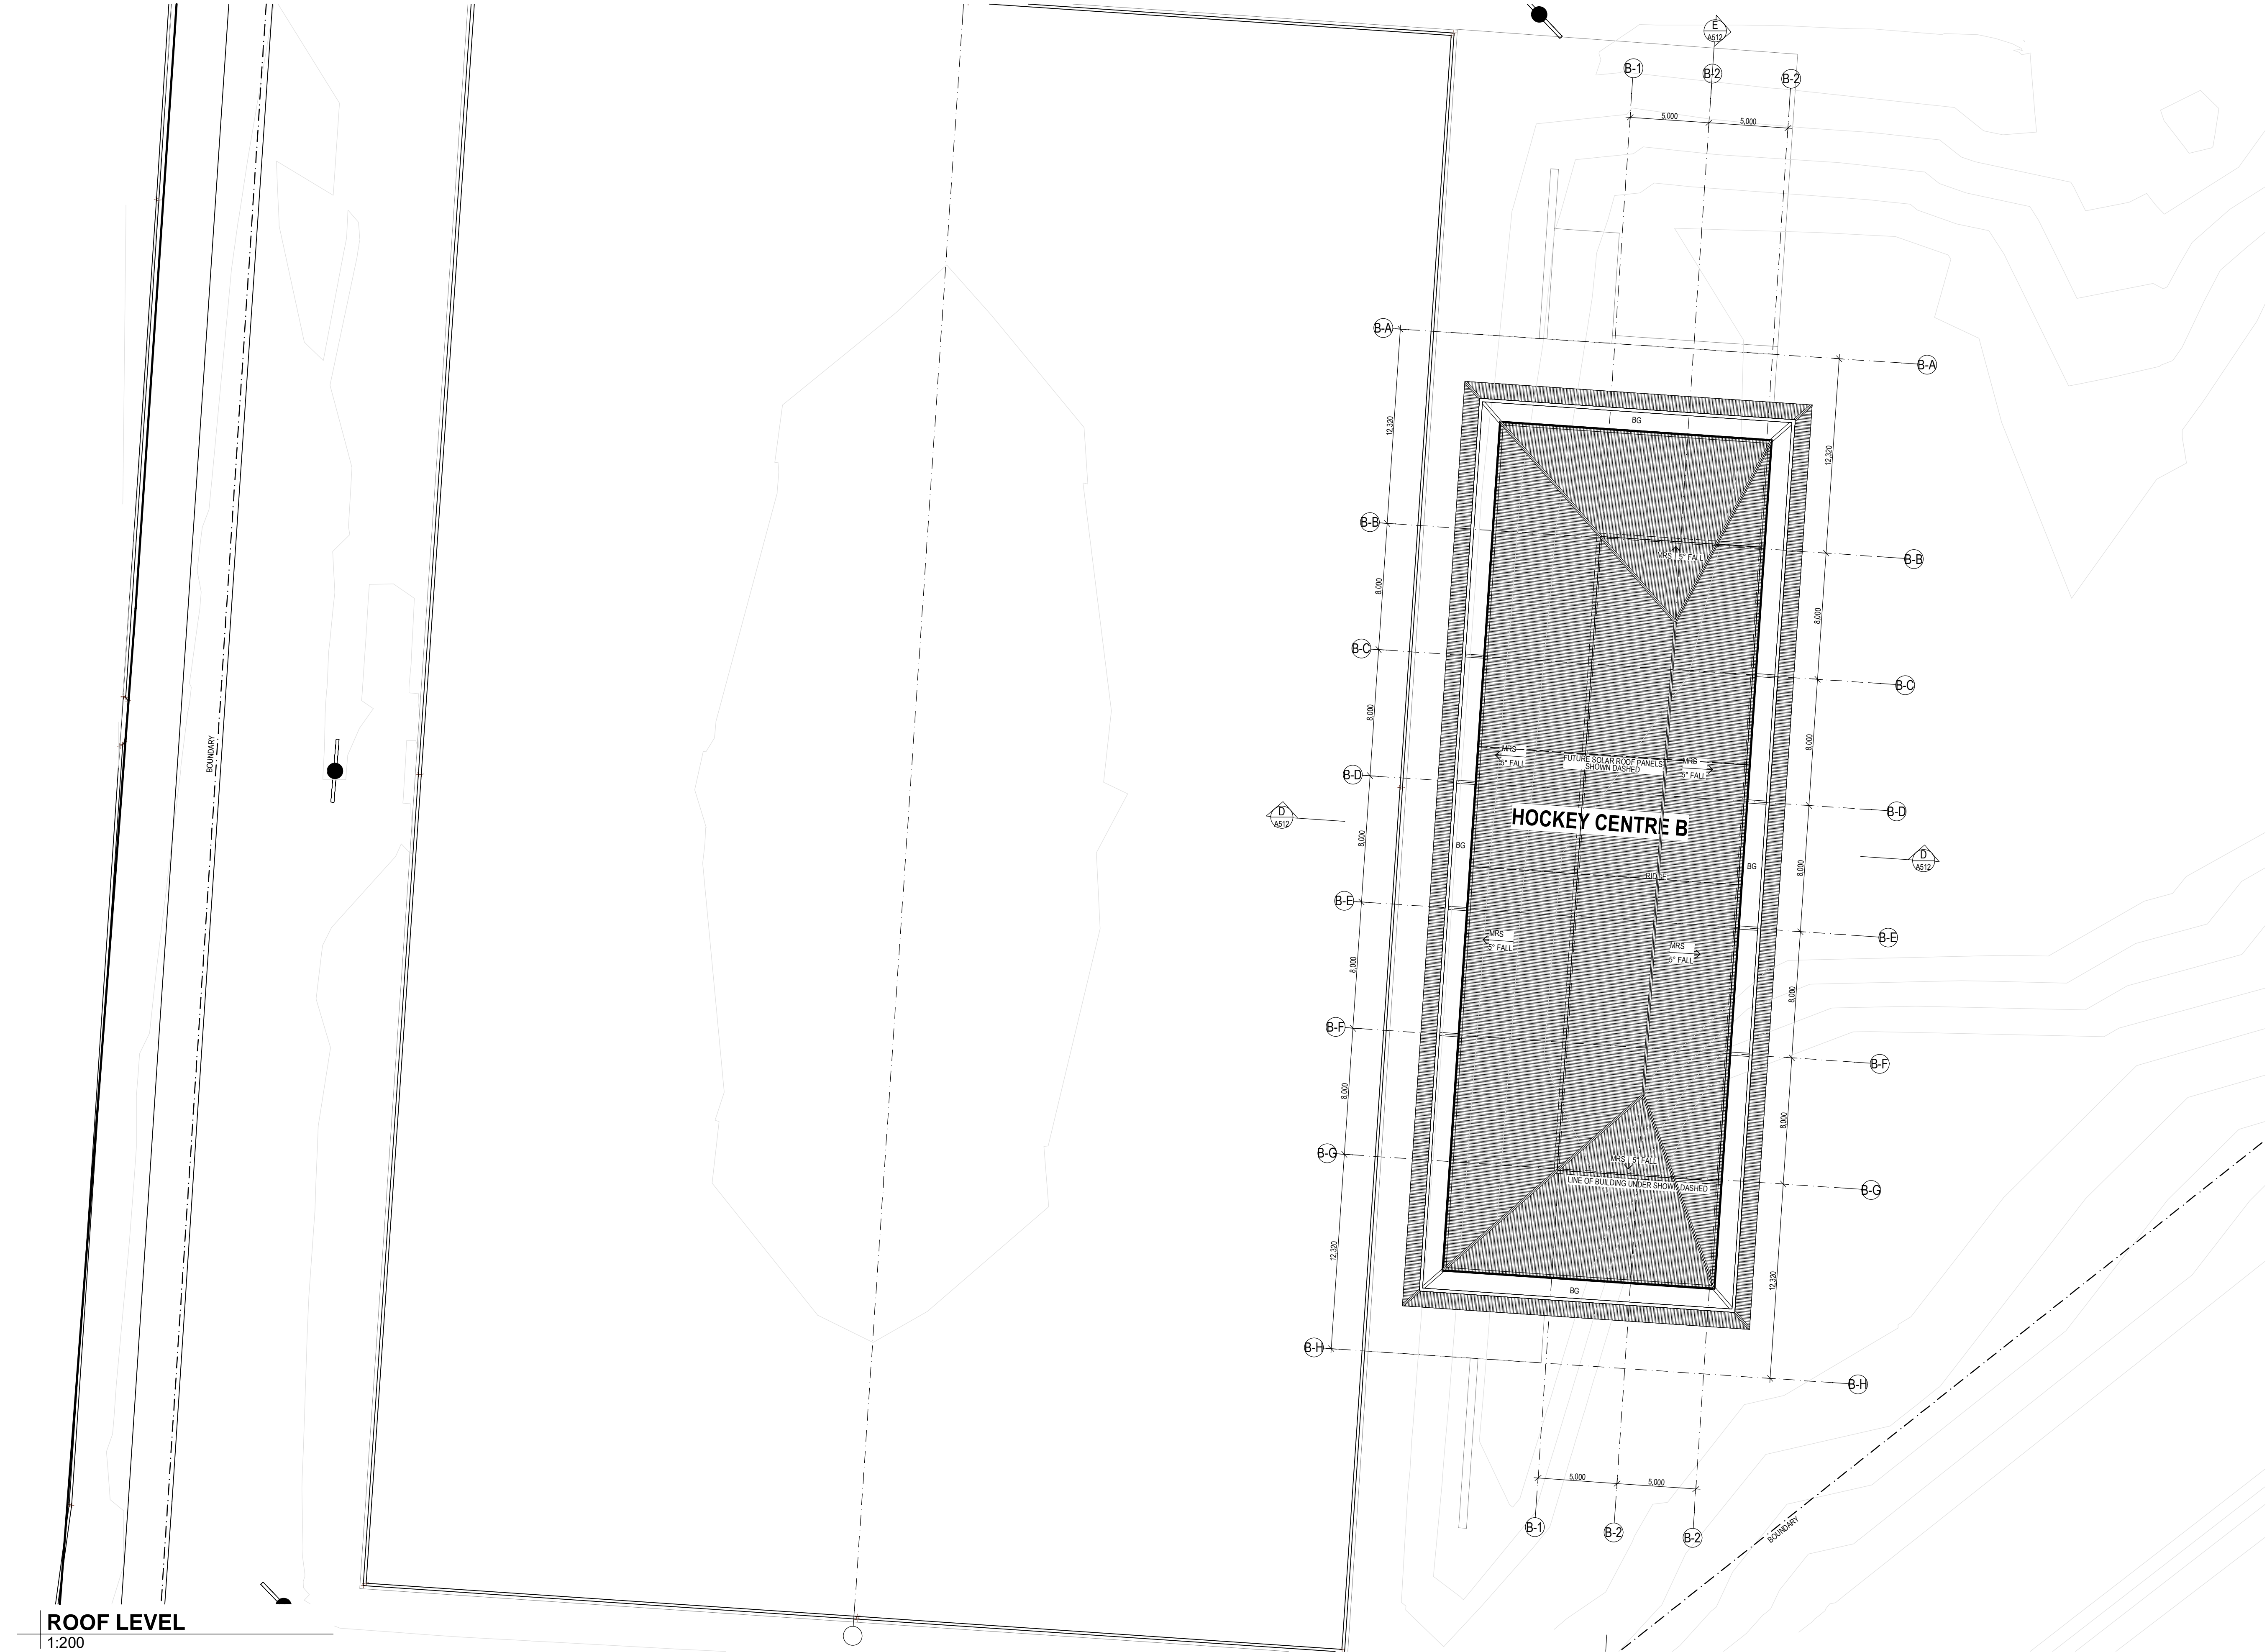 E
A512
B-1
B-2
B-2
5,000
5,000
B-A
B-A
12,320
12,320
BG
B-B
B-B
MRS
5° FALL
8,000
8,000
B-C
B-C
8,000
8,000
MRS
5° FALL
FUTURE SOLAR ROOF PANELS
SHOWN DASHED
MRS
5° FALL
BOUNDARY
B-D
B-D
D
A512
HOCKEY CENTRE B
8,000
8,000
BG
BG
D
A512
RIDGE
B-E
B-E
MRS
5° FALL
MRS
5° FALL
8,000
8,000
B-F
B-F
8,000
8,000
B-G
B-G
MRS
5° FALL
LINE OF BUILDING UNDER SHOWN DASHED
12,320
12,320
BG
B-H
B-H
5,000
5,000
B-1
B-2
B-2
BOUNDARY
ROOF LEVEL
1:200